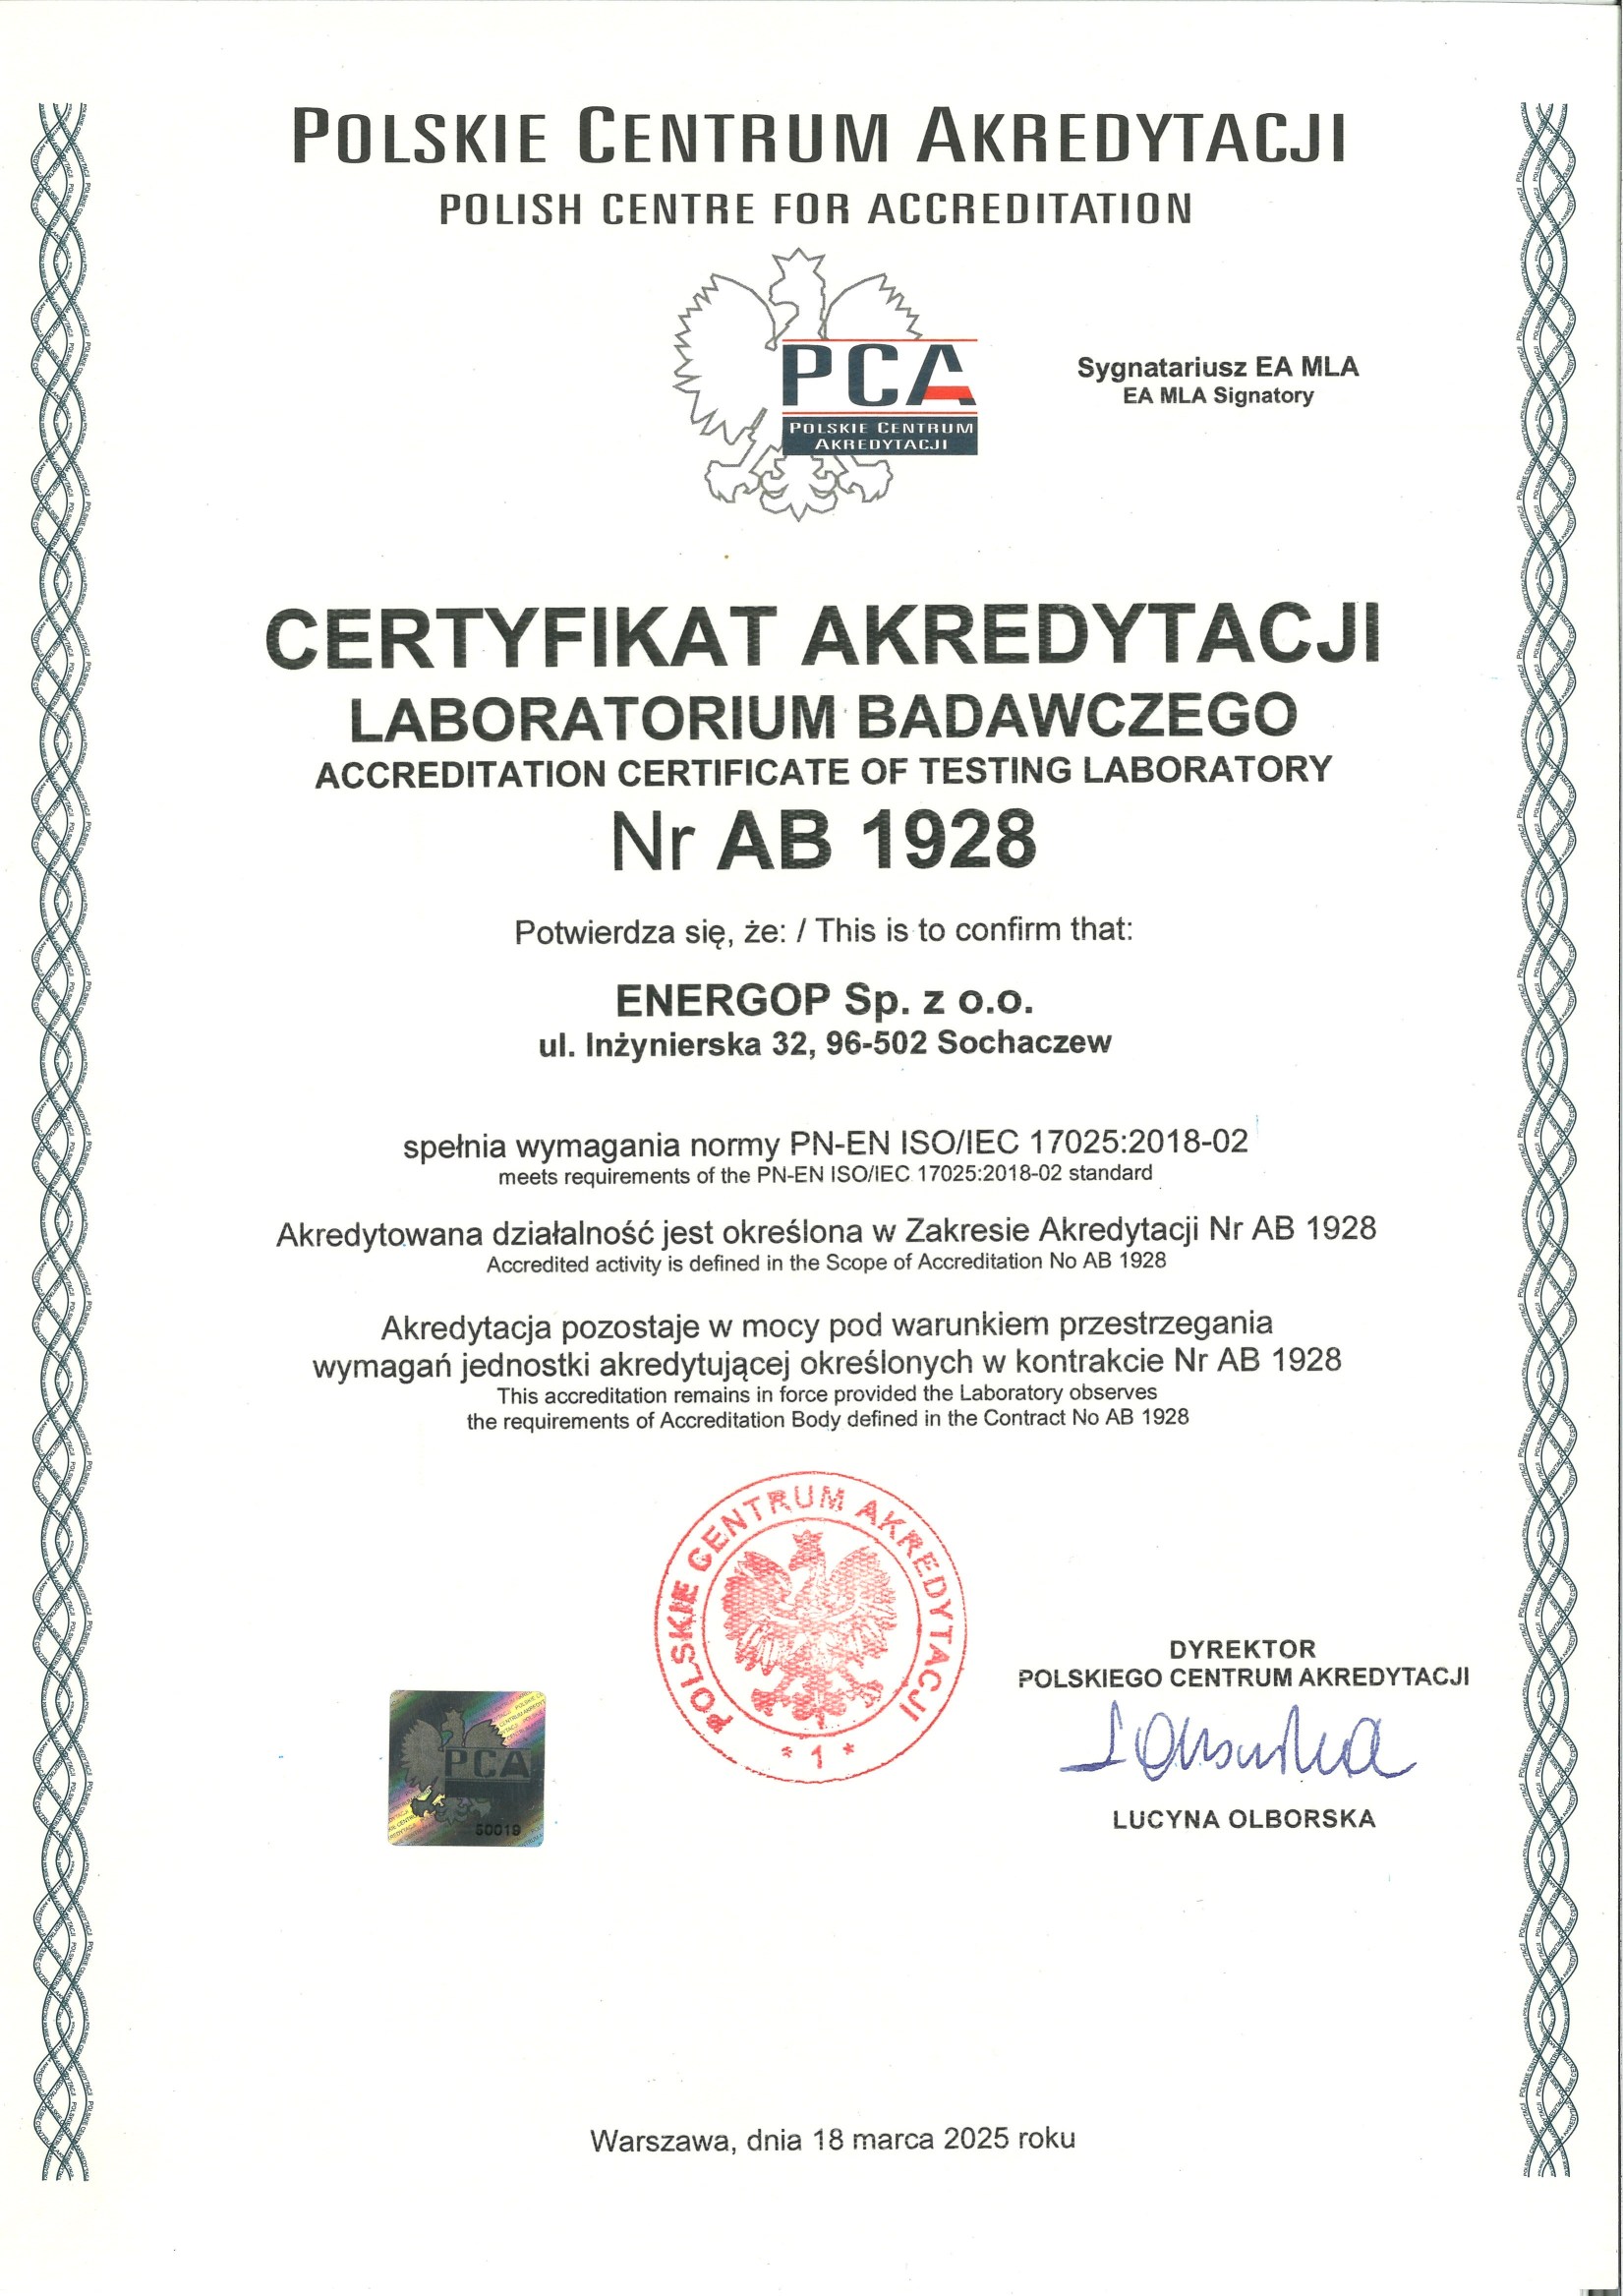 POLSKIE CENTRUM AKREDYTACJI
POLISH CENTRE FOR ACCREDITATION
PCA
POLSKIE CENTRUM
AKREDYTACJI
Sygnatariusz EA MLA
EA MLA Signatory
CERTYFIKAT AKREDYTACJI
LABORATORIUM BADAWCZEGO
ACCREDITATION CERTIFICATE OF TESTING LABORATORY
Nr AB 1928
Potwierdza się, że: / This is to confirm that:
ENERGOP Sp. z o.o.
ul. Inżynierska 32, 96-502 Sochaczew
spełnia wymagania normy PN-EN ISO/IEC 17025:2018-02
meets requirements of the PN-EN ISO/IEC 17025:2018-02 standard
Akredytowana działalność jest określona w Zakresie Akredytacji Nr AB 1928
Accredited activity is defined in the Scope of Accreditation No AB 1928
Akredytacja pozostaje w mocy pod warunkiem przestrzegania
wymagań jednostki akredytującej określonych w kontrakcie Nr AB 1928
This accreditation remains in force provided the Laboratory observes
the requirements of Accreditation Body defined in the Contract No AB 1928
POLSKIE CENTRUM AKREDYTACJI
* 1 *
DYREKTOR
POLSKIEGO CENTRUM AKREDYTACJI
LUCYNA OLBORSKA
PCA
50019
Warszawa, dnia 18 marca 2025 roku